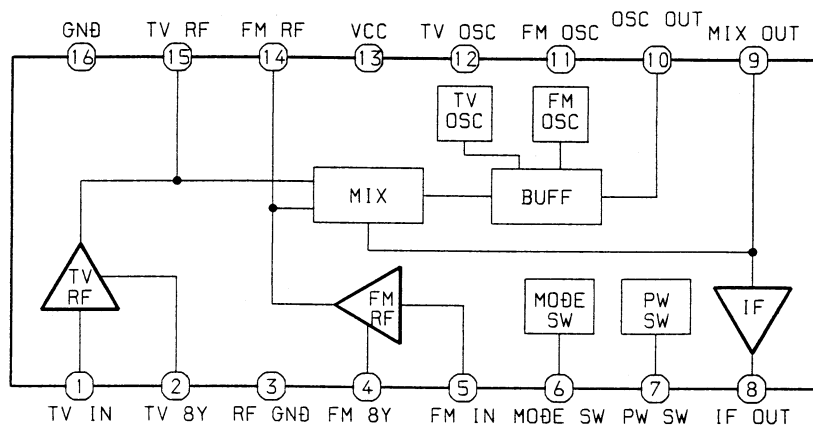 GND TV RF FM RF VCC TV OSC FM OSC OSC OUT MIX OUT
16 15 14 13 12 11 10 9
TV OSC
FM OSC
MIX
BUFF
TV RF
FM RF
MODE SW
PW SW
IF
1 2 3 4 5 6 7 8
TV IN TV 8Y RF GND FM 8Y FM IN MODE SW PW SW IF OUT